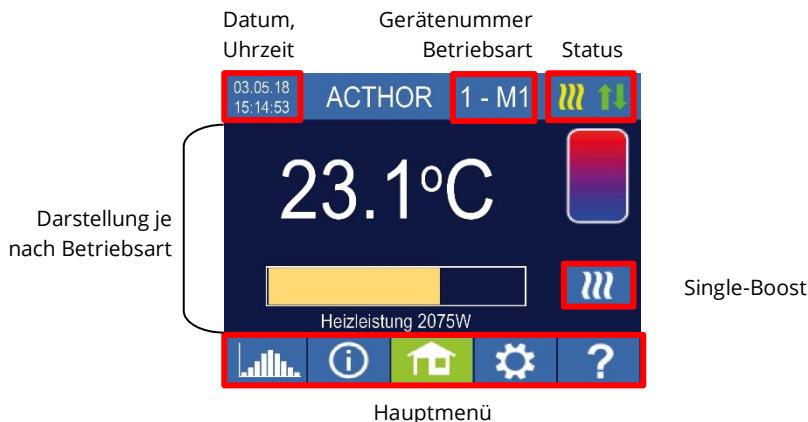 Datum,
Uhrzeit
Gerätenummer
Betriebsart
Status
03.05.18
15:14:53
ACTHOR
1 - M1
23.1°C
Darstellung je
nach Betriebsart
Single-Boost
Heizleistung 2075W
?
Hauptmenü